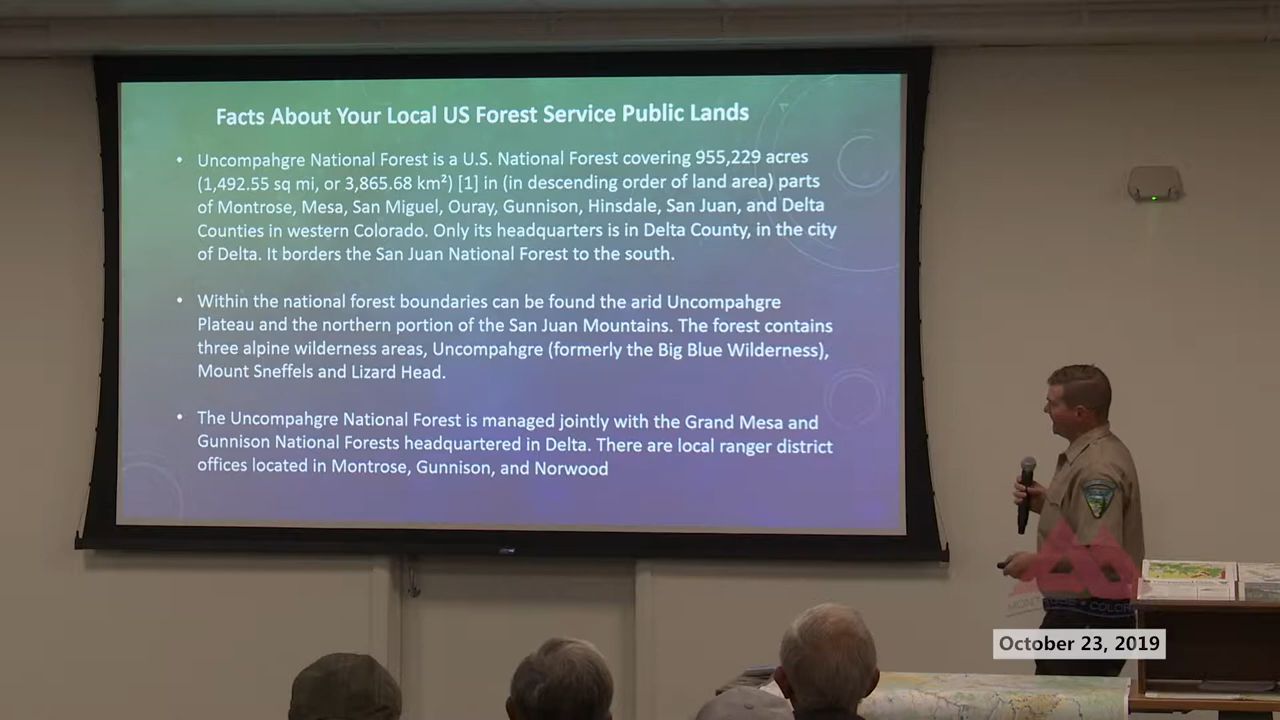 Facts About Your Local US Forest Service Public Lands
• Uncompahgre National Forest is a U.S. National Forest covering 955,229 acres
(1,492.55 sq mi, or 3,865.68 km²) [1] in (in descending order of land area) parts
of Montrose, Mesa, San Miguel, Ouray, Gunnison, Hinsdale, San Juan, and Delta
Counties in western Colorado. Only its headquarters is in Delta County, in the city
of Delta. It borders the San Juan National Forest to the south.
• Within the national forest boundaries can be found the arid Uncompahgre
Plateau and the northern portion of the San Juan Mountains. The forest contains
three alpine wilderness areas, Uncompahgre (formerly the Big Blue Wilderness),
Mount Sneffels and Lizard Head.
• The Uncompahgre National Forest is managed jointly with the Grand Mesa and
Gunnison National Forests headquartered in Delta. There are local ranger district
offices located in Montrose, Gunnison, and Norwood
October 23, 2019